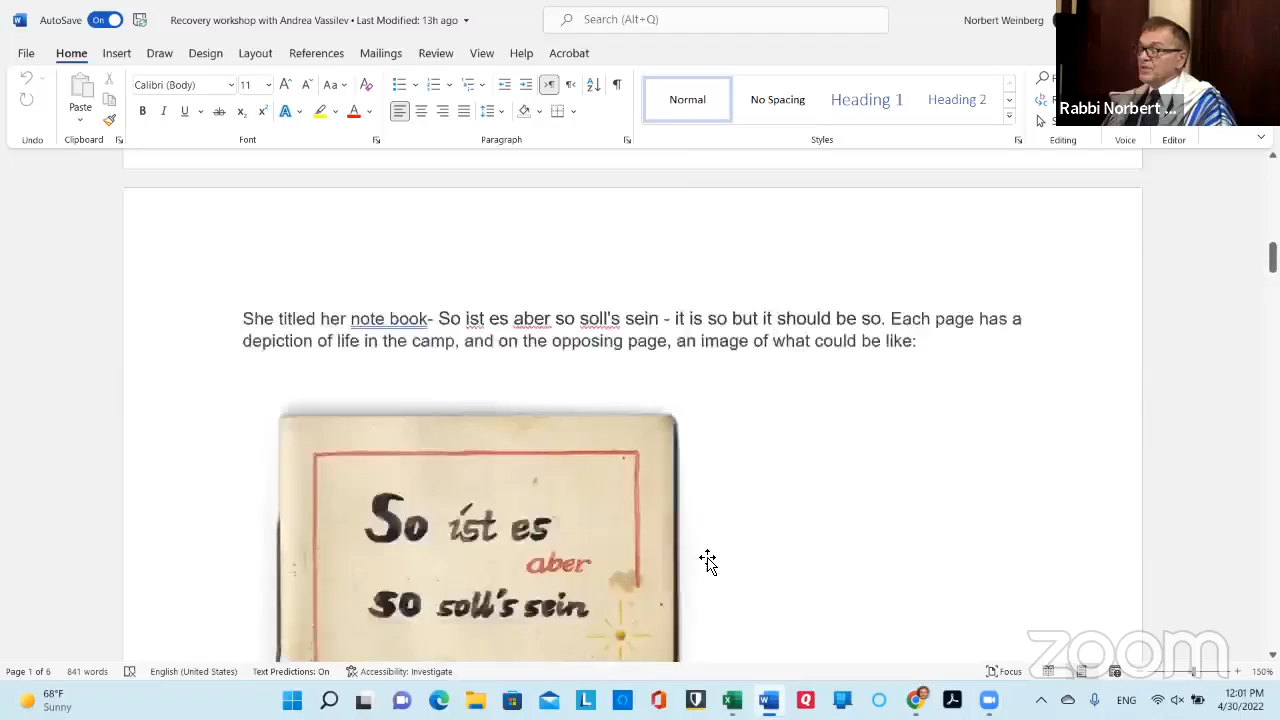 AutoSave On
Recovery workshop with Andrea Vassilev • Last Modified: 13h ago
Search (Alt+Q)
Norbert Weinberg
File Home Insert Draw Design Layout References Mailings Review View Help Acrobat
Calibri (Body) 11
Paste
Normal No Spacing Heading 1 Heading 2
Rabbi Norbert ...
Undo Clipboard Font Paragraph Styles Editing Voice Editor
She titled her note book- So ist es aber so soll's sein - it is so but it should be so. Each page has a
depiction of life in the camp, and on the opposing page, an image of what could be like:
So ist es
aber
so soll's sein
zoom
Page 1 of 6 841 words English (United States) Text Predictions: On Accessibility: Investigate Focus 150%
68°F
Sunny
ENG
12:01 PM
4/30/2022